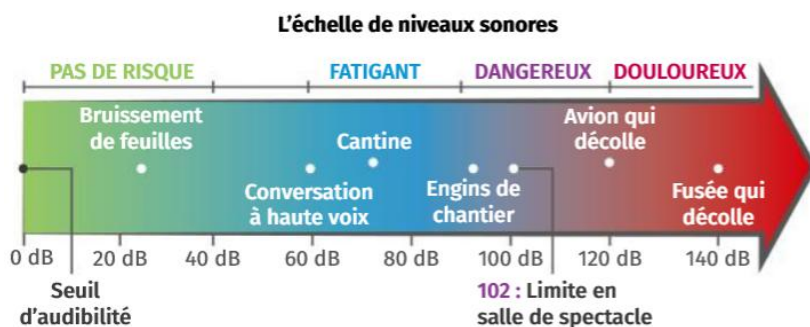 L'échelle de niveaux sonores
PAS DE RISQUE
FATIGANT
DANGEREUX
DOULOUREUX
Bruissement
de feuilles
Cantine
Avion qui
décolle
Conversation
à haute voix
Engins de
chantier
Fusée qui
décolle
0 dB
20 dB
40 dB
60 dB
80 dB
100 dB
120 dB
140 dB
Seuil
d'audibilité
102 : Limite en
salle de spectacle